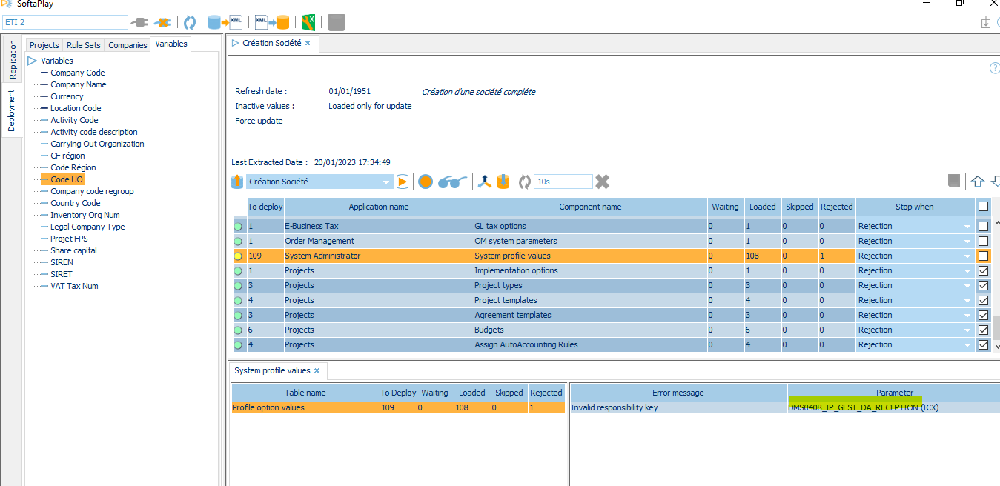 SoftaPlay
ETI 2
XML XML X
Replication
Deployment
Projects Rule Sets Companies Variables
Variables
Company Code
Company Name
Currency
Location Code
Activity Code
Activity code description
Carrying Out Organization
CF région
Code Région
Code UO
Company code regroup
Country Code
Inventory Org Num
Legal Company Type
Projet FPS
Share capital
SIREN
SIRET
VAT Tax Num
Création Société ×
?
Refresh date : 01/01/1951 Création d'une société complète
Inactive values : Loaded only for update
Force update
Last Extracted Date : 20/01/2023 17:34:49
Création Société 10s
To deploy Application name Component name Waiting Loaded Skipped Rejected Stop when
1 E-Business Tax GL tax options 0 1 0 0 Rejection
1 Order Management OM system parameters 0 1 0 0 Rejection
109 System Administrator System profile values 0 108 0 1 Rejection
1 Projects Implementation options 0 1 0 0 Rejection
3 Projects Project types 0 3 0 0 Rejection
4 Projects Project templates 0 4 0 0 Rejection
3 Projects Agreement templates 0 3 0 0 Rejection
6 Projects Budgets 0 6 0 0 Rejection
4 Projects Assign AutoAccounting Rules 0 4 0 0 Rejection
System profile values ×
Table name To Deploy Waiting Loaded Skipped Rejected Error message Parameter
Profile option values 109 0 108 0 1 Invalid responsibility key DMS0408_IP_GEST_DA_RECEPTION (ICX)